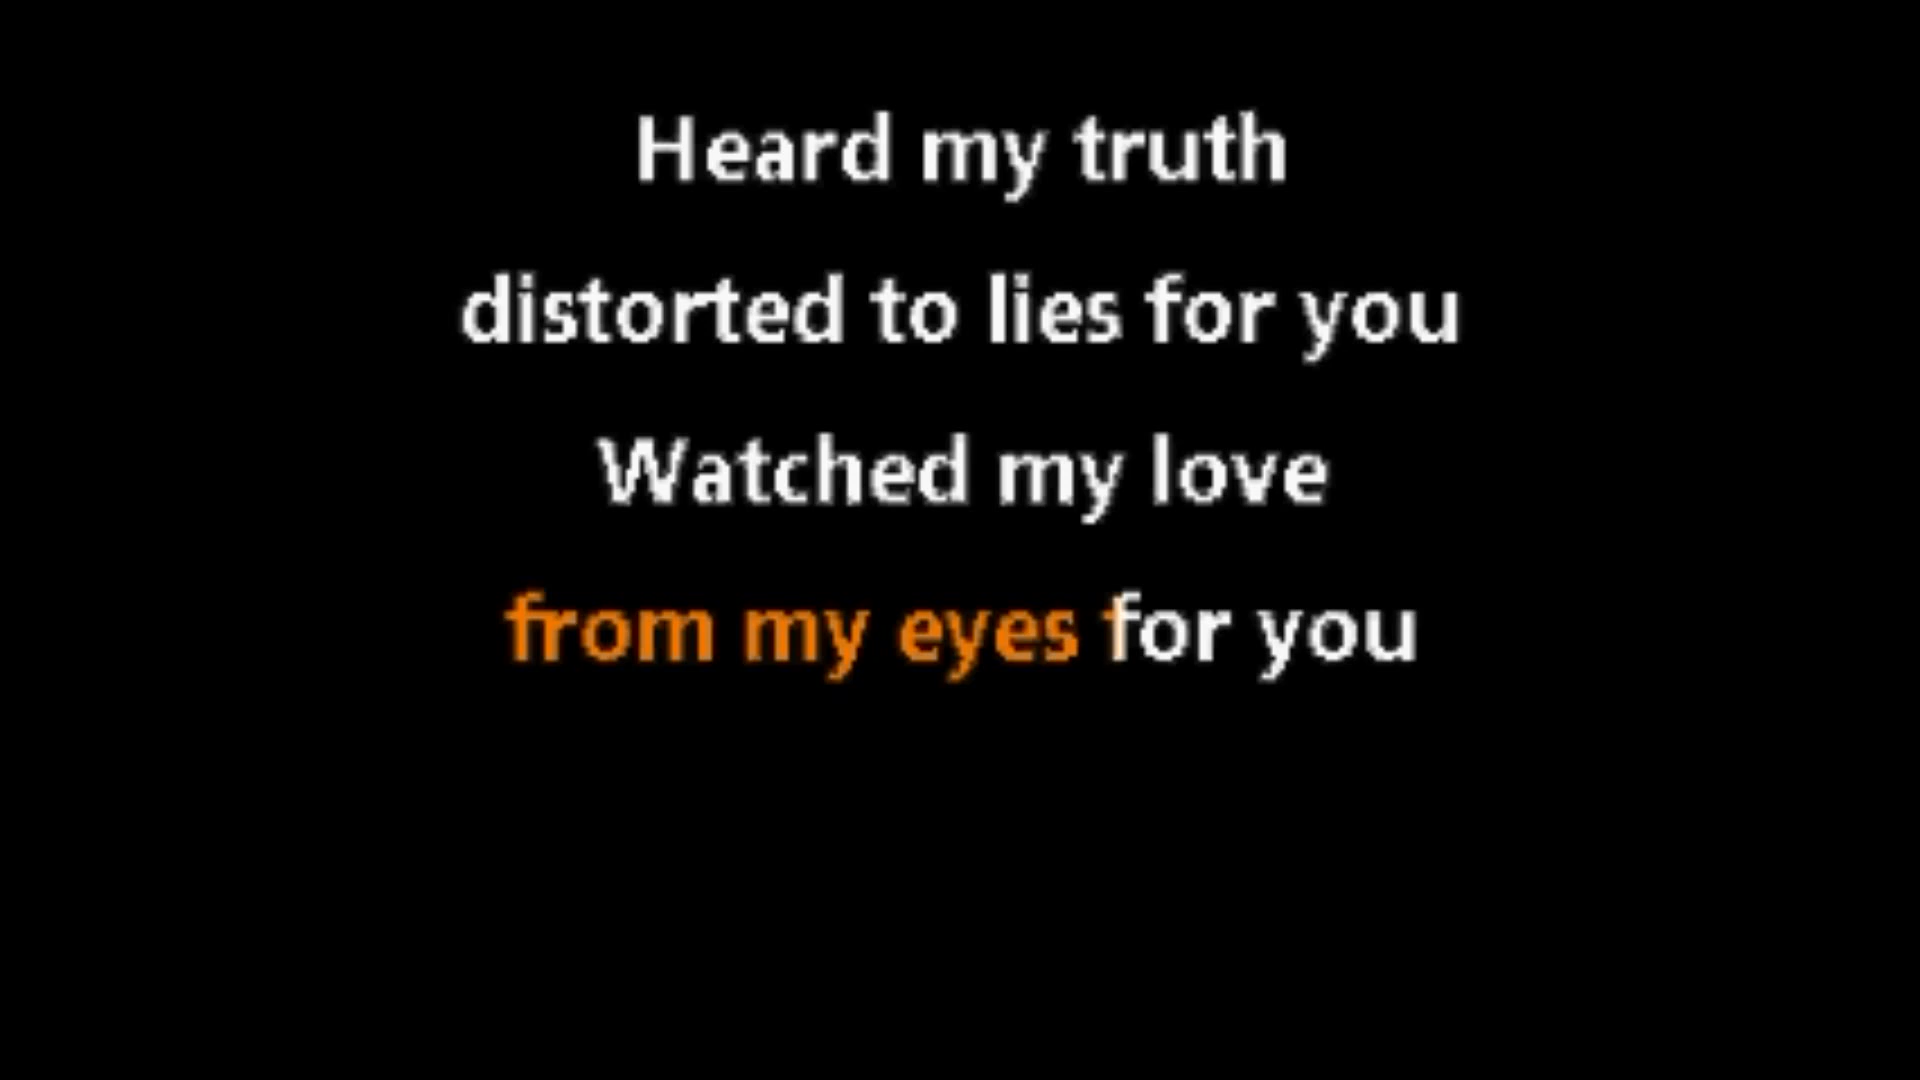 Heard my truth
distorted to lies for you
Watched my love
from my eyes for you